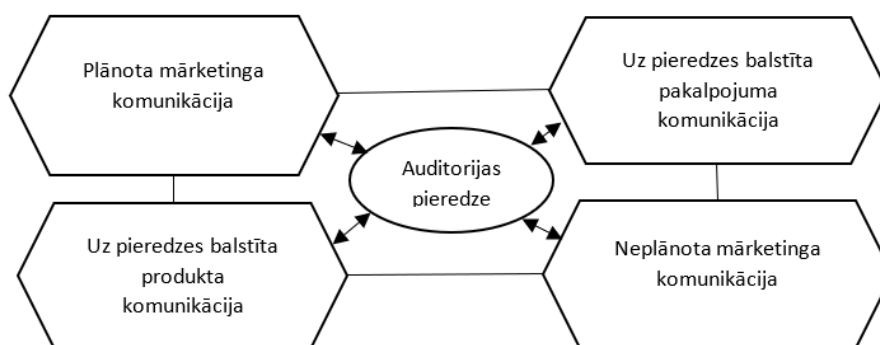 Plānota mārketinga
komunikācija
Uz pieredzes balstīta
pakalpojuma
komunikācija
Auditorijas
pieredze
Uz pieredzes balstīta
produkta
komunikācija
Neplānota mārketinga
komunikācija